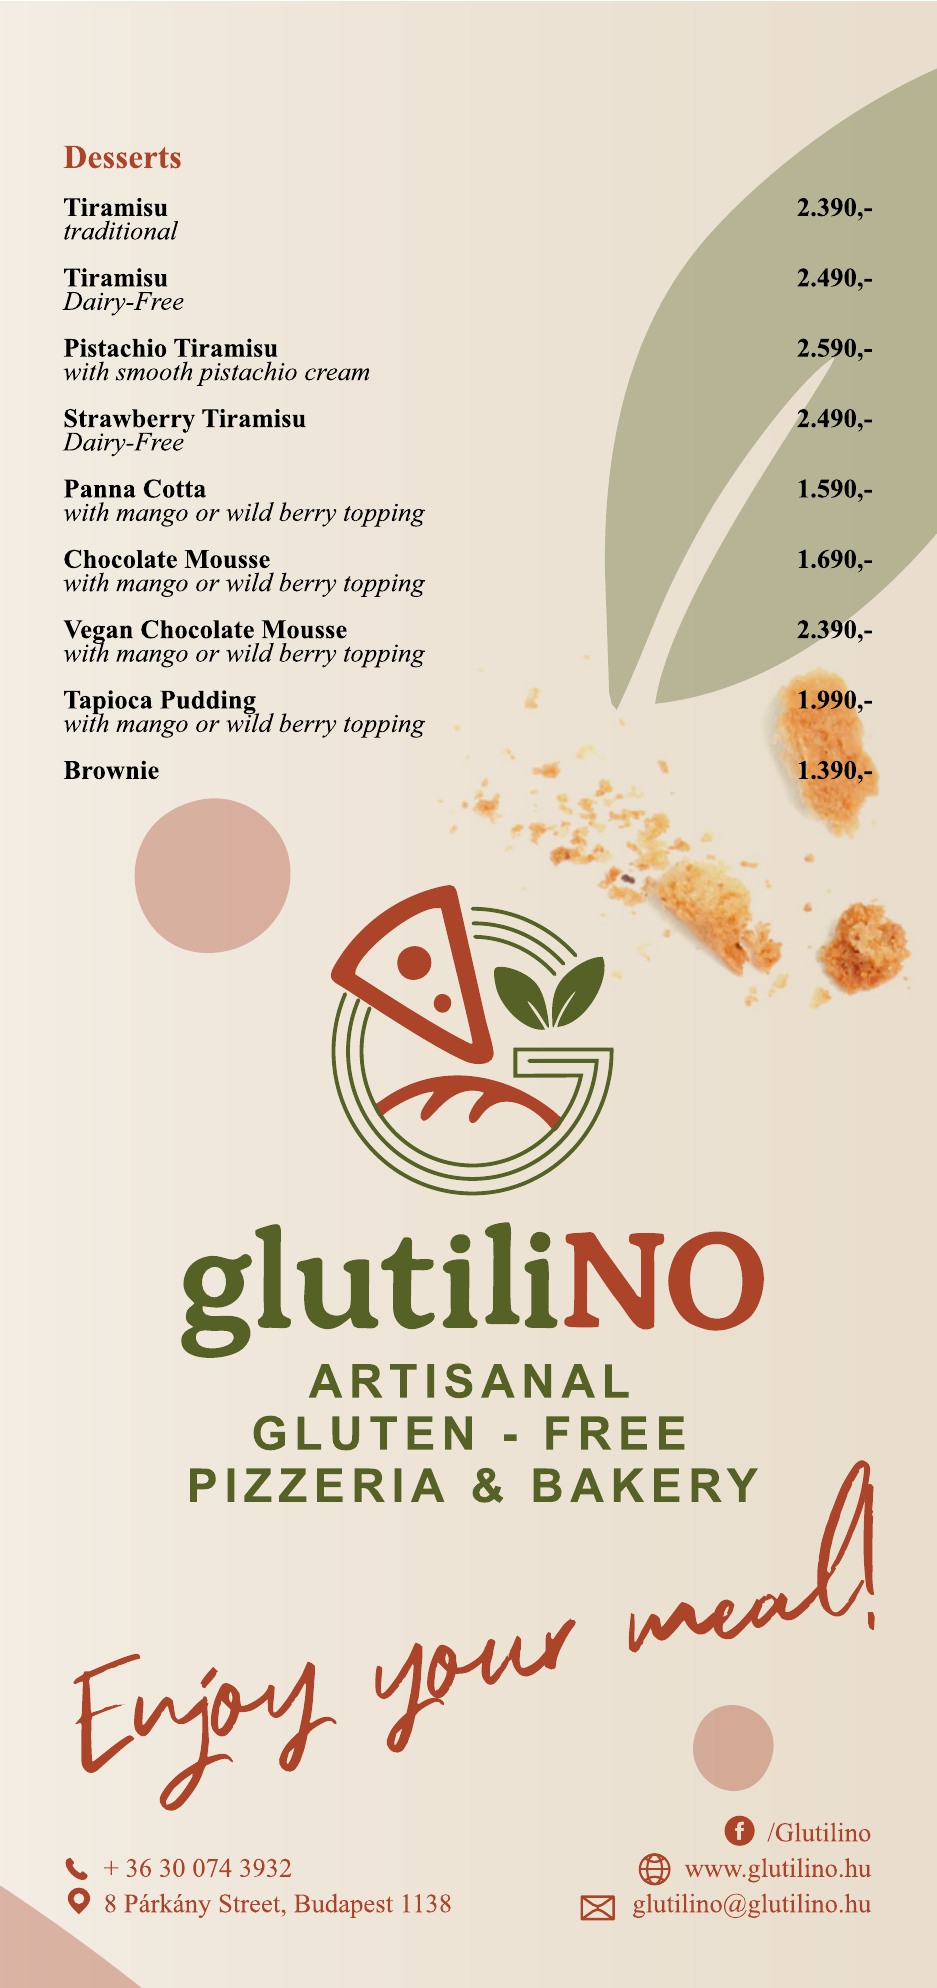 Desserts
Tiramisu 2.390,-
traditional
Tiramisu 2.490,-
Dairy-Free
Pistachio Tiramisu 2.590,-
with smooth pistachio cream
Strawberry Tiramisu 2.490,-
Dairy-Free
Panna Cotta 1.590,-
with mango or wild berry topping
Chocolate Mousse 1.690,-
with mango or wild berry topping
Vegan Chocolate Mousse 2.390,-
with mango or wild berry topping
Tapioca Pudding 1.990,-
with mango or wild berry topping
Brownie 1.390,-
glutiliNO
ARTISANAL
GLUTEN - FREE
PIZZERIA & BAKERY
Enjoy your meal!
/Glutilino
+ 36 30 074 3932 www.glutilino.hu
8 Párkány Street, Budapest 1138 glutilino@glutilino.hu